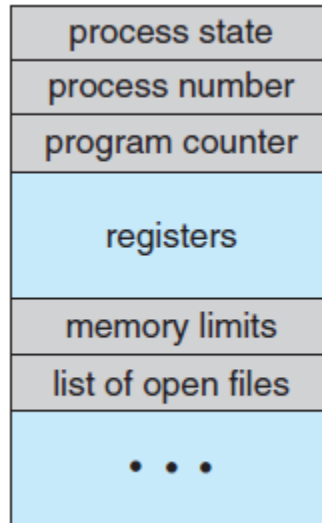 process state
process number
program counter
registers
memory limits
list of open files
• • •